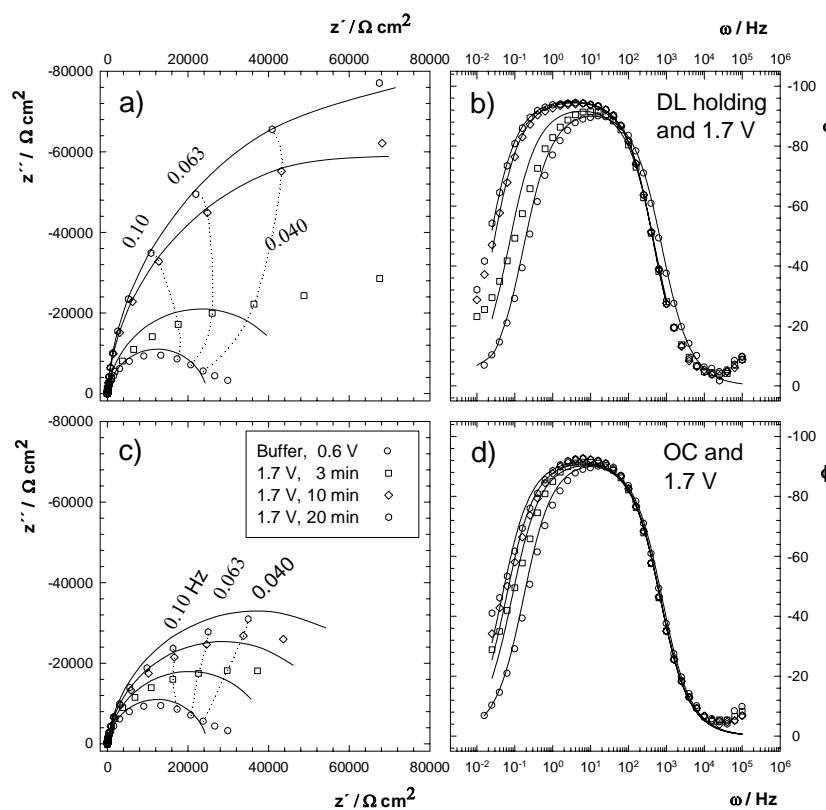 z´ / Ω cm²
0 20000 40000 60000 80000
ω / Hz
10⁻² 10⁻¹ 10⁰ 10¹ 10² 10³ 10⁴ 10⁵ 10⁶
z´´ / Ω cm²
-80000
-60000
-40000
-20000
0
a)
0.10
0.063
0.040
b)
DL holding
and 1.7 V
-100
-80
-60
-40
-20
0
z´´ / Ω cm²
-80000
-60000
-40000
-20000
0
c)
Buffer, 0.6 V
1.7 V, 3 min
1.7 V, 10 min
1.7 V, 20 min
0.10 Hz
0.063
0.040
d)
OC and
1.7 V
-100
-80
-60
-40
-20
0
ϕ
0 20000 40000 60000 80000
z´ / Ω cm²
10⁻² 10⁻¹ 10⁰ 10¹ 10² 10³ 10⁴ 10⁵ 10⁶
ω / Hz